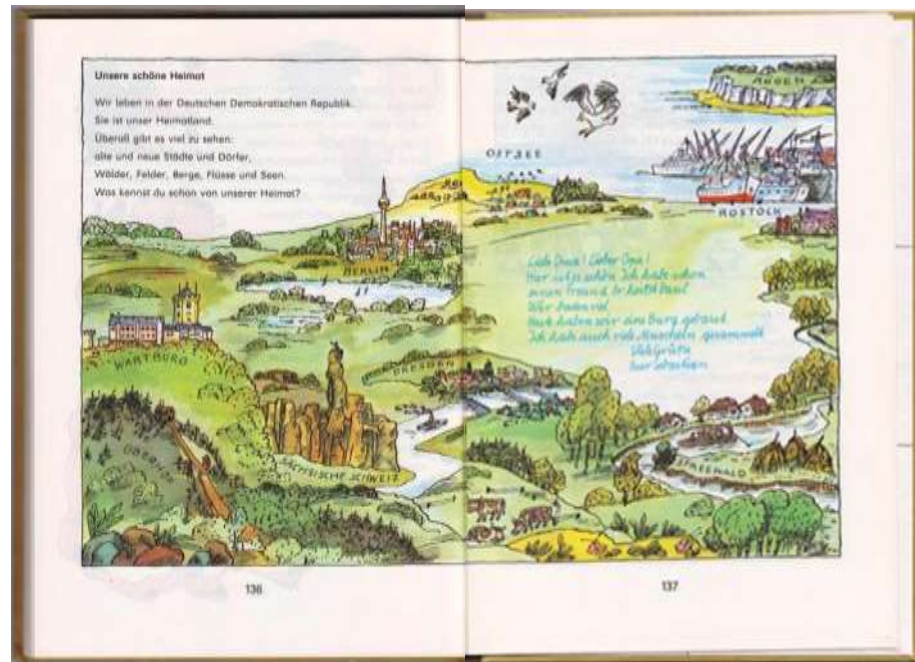 Unsere schöne Heimat
Wir leben in der Deutschen Demokratischen Republik.
Sie ist unser Heimatland.
Überall gibt es viel zu sehen:
alte und neue Städte und Dörfer,
Wälder, Felder, Berge, Flüsse und Seen.
Was kennst du schon von unserer Heimat?
RÜGEN
OSTSEE
ROSTOCK
BERLIN
Liebe Oma! Lieber Opa!
Hier ist es schön. Ich habe schon
einen Freund. Er heißt Paul.
Wir baden viel.
Heute haben wir eine Burg gebaut.
Ich habe auch viele Muscheln gesammelt.
Viele Grüße
WARTBURG
DRESDEN
SÄCHSISCHE SCHWEIZ
SPREEWALD
136
137